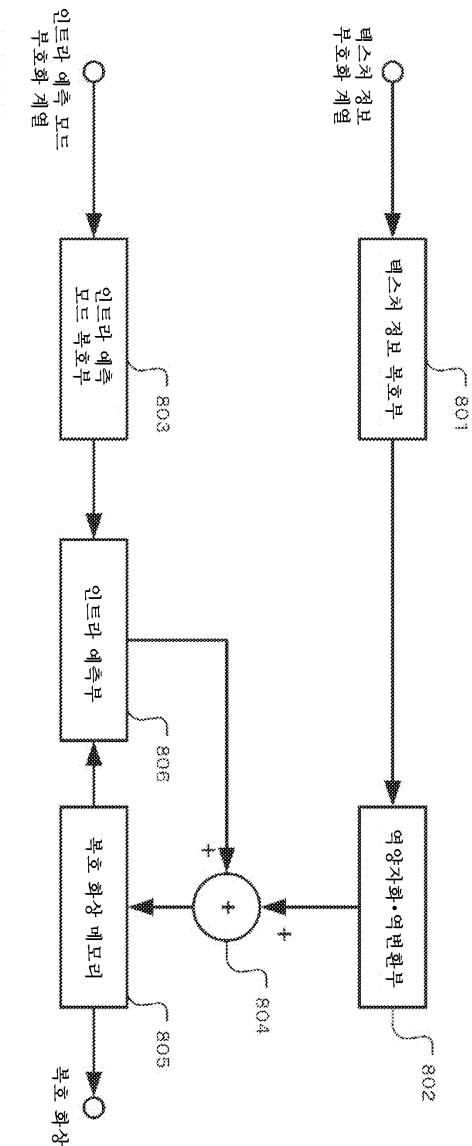 텍스처 정보
부호화 계열
텍스처 정보 복호부
801
역양자화·역변환부
802
인트라 예측 모드
부호화 계열
인트라 예측
모드 복호부
803
인트라 예측부
806
+
+
+
804
복호 화상 메모리
805
복호 화상